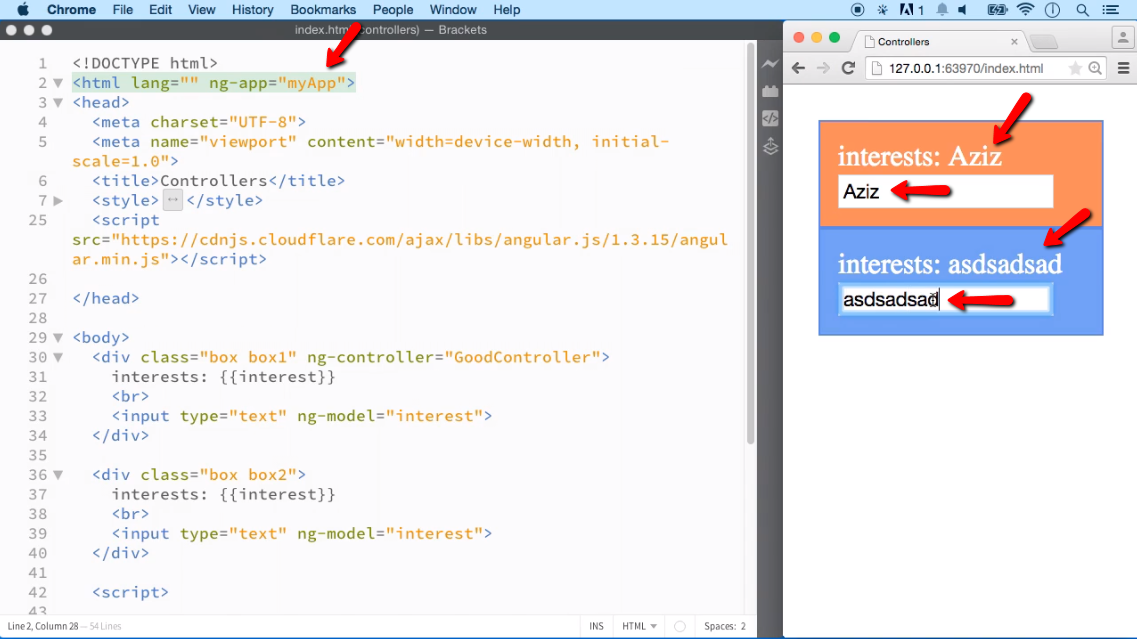 Chrome File Edit View History Bookmarks People Window Help 1
index.htm controllers) — Brackets
1 <!DOCTYPE html>
2 <html lang="" ng-app="myApp">
3 <head>
4 <meta charset="UTF-8">
5 <meta name="viewport" content="width=device-width, initial-
scale=1.0">
6 <title>Controllers</title>
7 <style> </style>
25 <script
src="https://cdnjs.cloudflare.com/ajax/libs/angular.js/1.3.15/angul
ar.min.js"></script>
26
27 </head>
28
29 <body>
30 <div class="box box1" ng-controller="GoodController">
31 interests: {{interest}}
32 <br>
33 <input type="text" ng-model="interest">
34 </div>
35
36 <div class="box box2">
37 interests: {{interest}}
38 <br>
39 <input type="text" ng-model="interest">
40 </div>
41
42 <script>
43
Line 2, Column 28 — 54 Lines INS HTML Spaces: 2
Controllers
127.0.0.1:63970/index.html
interests: Aziz
Aziz
interests: asdsadsad
asdsadsad